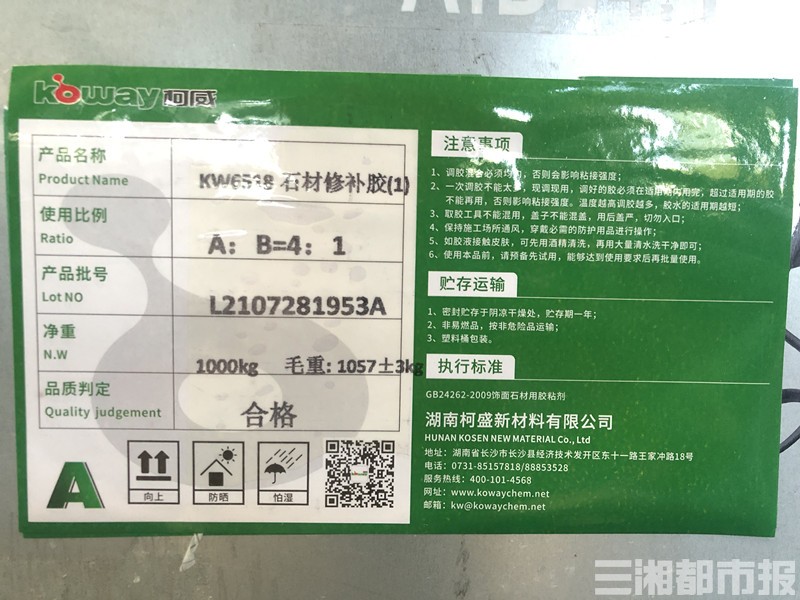 koway 柯威
产品名称
Product Name
KW6518 石材修补胶(1)
使用比例
Ratio
A: B=4: 1
产品批号
Lot NO
L2107281953A
净重
N.W
1000kg 毛重: 1057±3kg
品质判定
Quality judgement
合格
A
向上
防晒
怕湿
注意事项
1、调胶混合必须均匀，否则会影响粘接强度；
2、一次调胶不能太多，现调现用，调好的胶必须在适用期内用完，超过适用期的胶
不能再用，否则影响粘接强度。温度越高调胶越多，胶水的适用期越短；
3、取胶工具不能混用，盖子不能混盖，用后盖严，切勿入口；
4、保持施工场所通风，穿戴必需的防护用品进行操作；
5、如胶液接触皮肤，可先用酒精清洗，再用大量清水洗干净即可；
6、使用本品前，请预备先试用，能够达到使用要求后再批量使用。
贮存运输
1、密封贮存于阴凉干燥处，贮存期一年；
2、非易燃品，按非危险品运输；
3、塑料桶包装。
执行标准
GB24262-2009饰面石材用胶粘剂
湖南柯盛新材料有限公司
HUNAN KOSEN NEW MATERIAL Co., Ltd
地址：湖南省长沙市长沙县经济技术开发区东十一路王家冲路18号
电话：0731-85157818/88853528
服务热线：400-101-4568
网址：www.kowaychem.net
邮箱：kw@kowaychem.net
三湘都市报